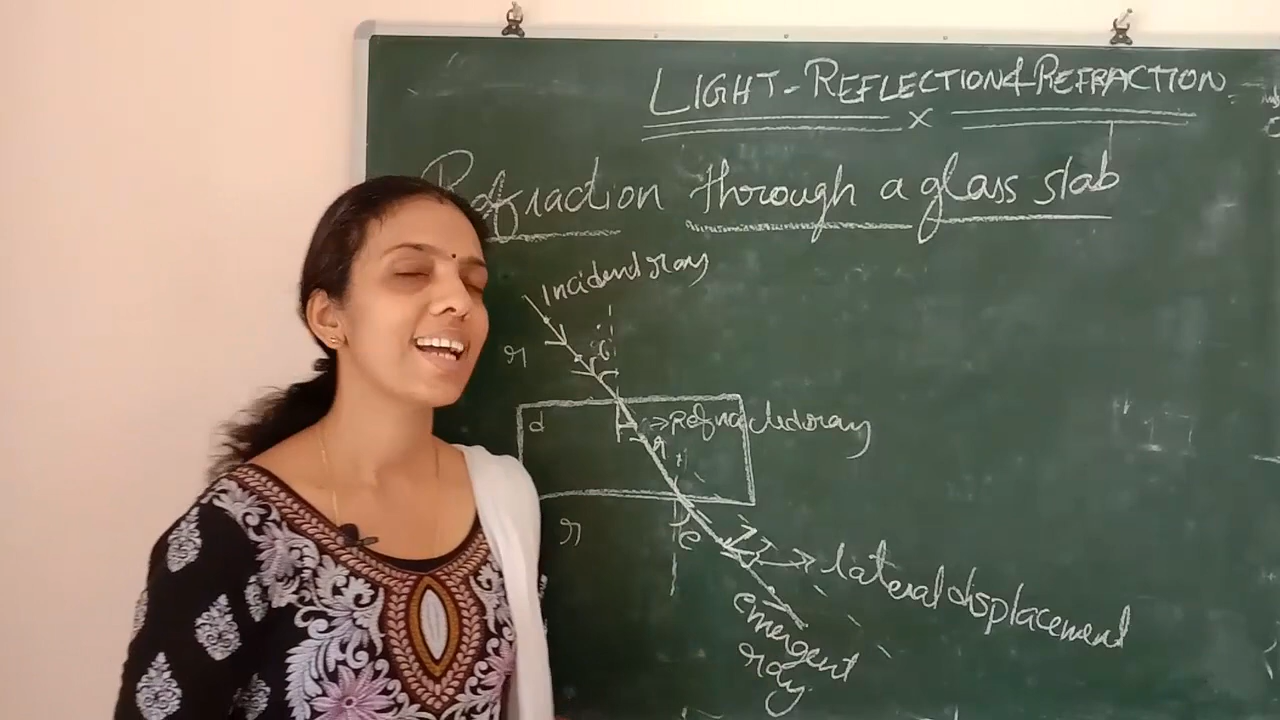 LIGHT - REFLECTION & REFRACTION
Refraction through a glass slab
Incident ray
i
r
d
Refracted ray
r
r
e
lateral displacement
emergent
ray